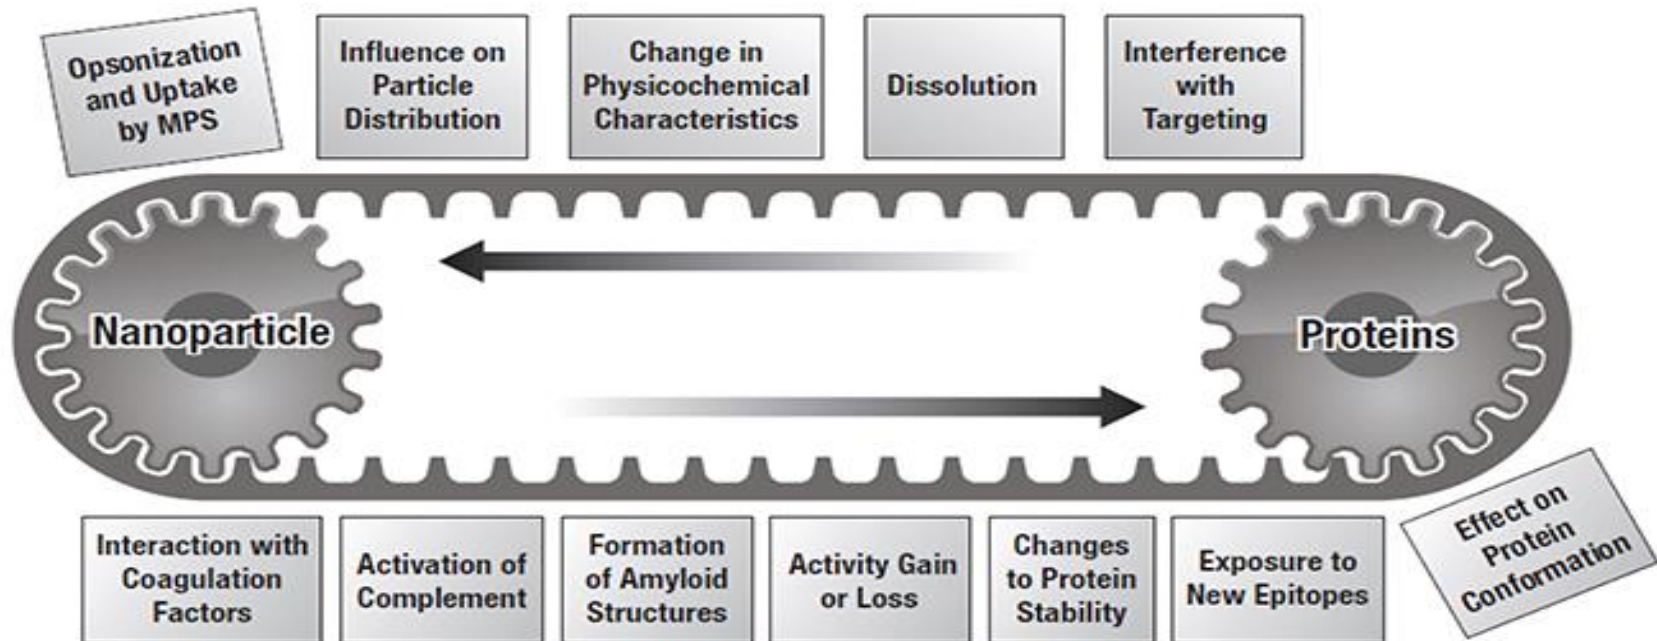 Opsonization
and Uptake
by MPS
Influence on
Particle
Distribution
Change in
Physicochemical
Characteristics
Dissolution
Interference
with
Targeting
Nanoparticle
Proteins
Interaction with
Coagulation
Factors
Activation of
Complement
Formation
of Amyloid
Structures
Activity Gain
or Loss
Changes
to Protein
Stability
Exposure to
New Epitopes
Effect on
Protein
Conformation